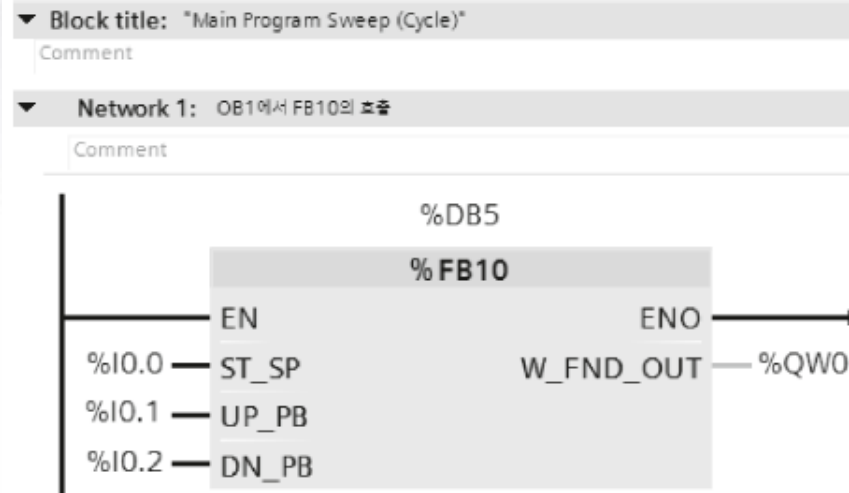 Block title: "Main Program Sweep (Cycle)"
Comment
Network 1: OB1에서 FB10의 호출
Comment
%DB5
%FB10
EN ENO
%I0.0 ST_SP W_FND_OUT %QW0
%I0.1 UP_PB
%I0.2 DN_PB